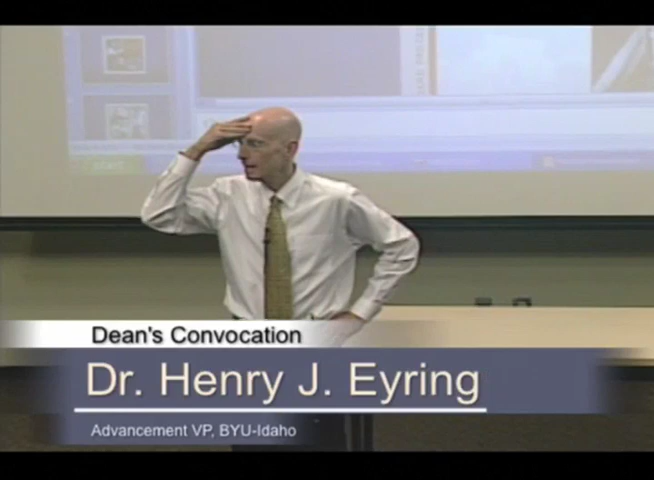 Dean's Convocation
Dr. Henry J. Eyring
Advancement VP, BYU-Idaho